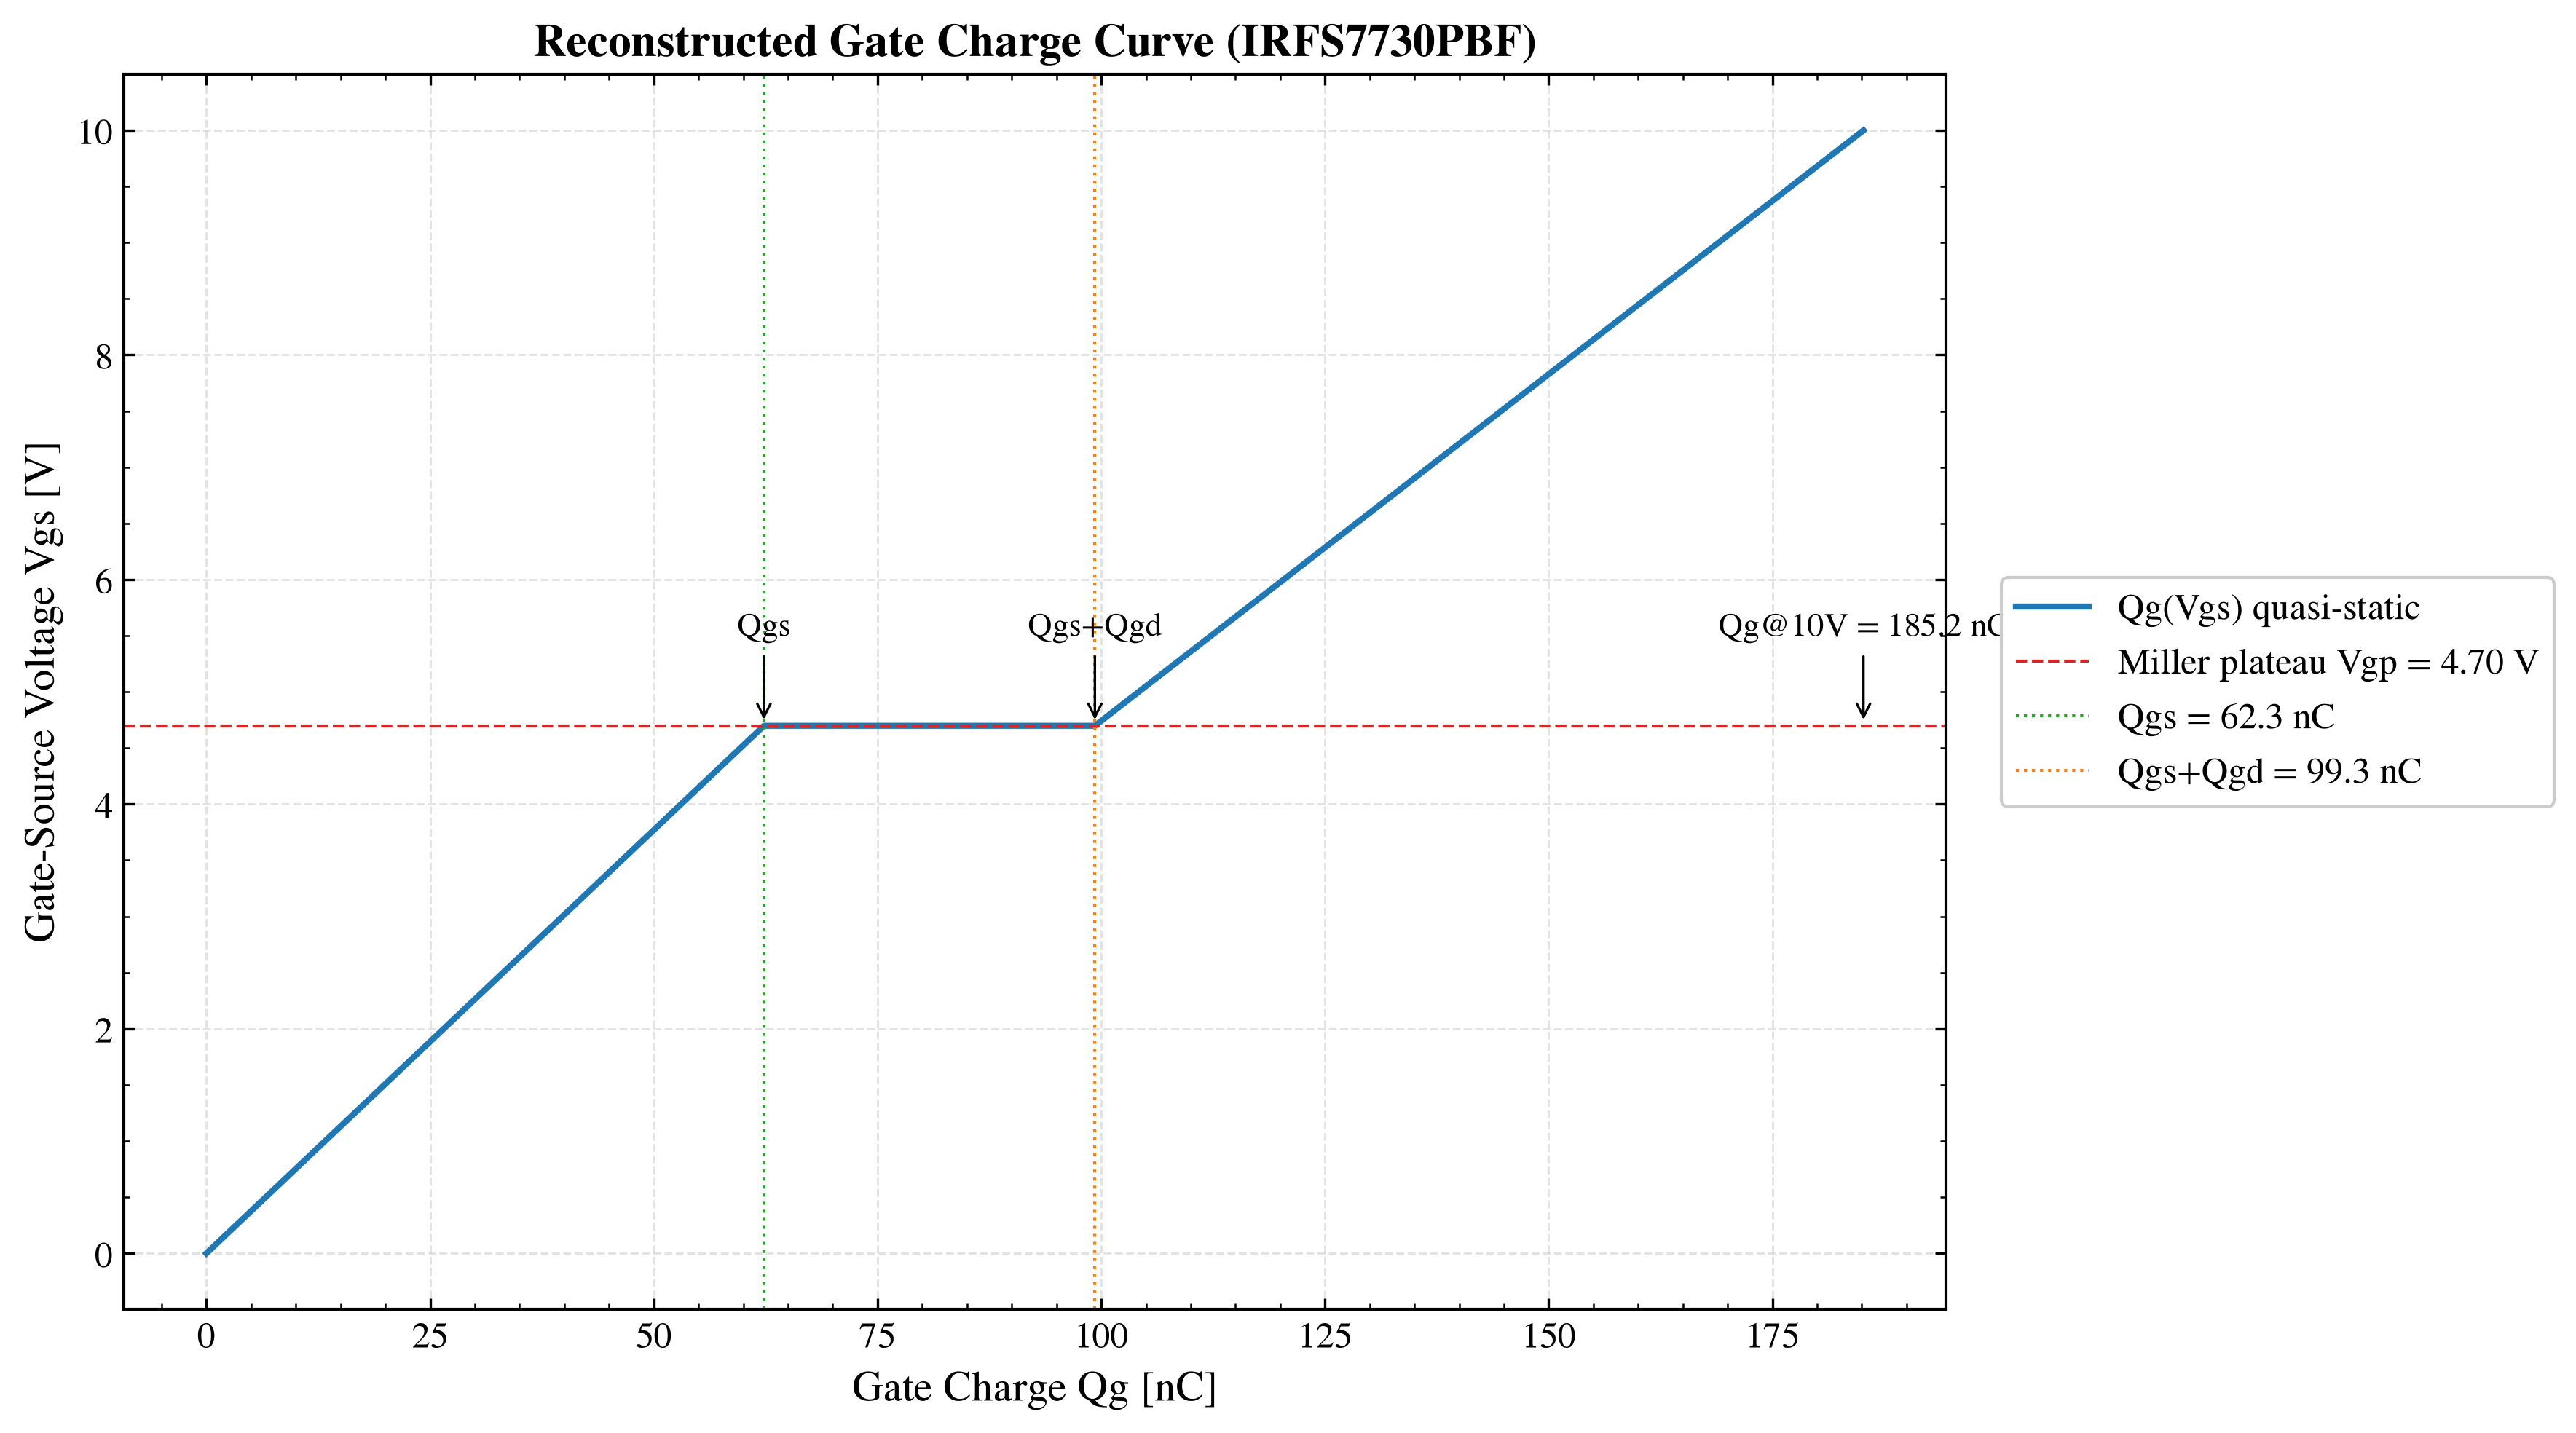 Reconstructed Gate Charge Curve (IRFS7730PBF)
Gate-Source Voltage Vgs [V]
10
8
6
4
2
0
Qgs
Qgs+Qgd
Qg@10V = 185.2 nC
Qg(Vgs) quasi-static
Miller plateau Vgp = 4.70 V
Qgs = 62.3 nC
Qgs+Qgd = 99.3 nC
0 25 50 75 100 125 150 175
Gate Charge Qg [nC]